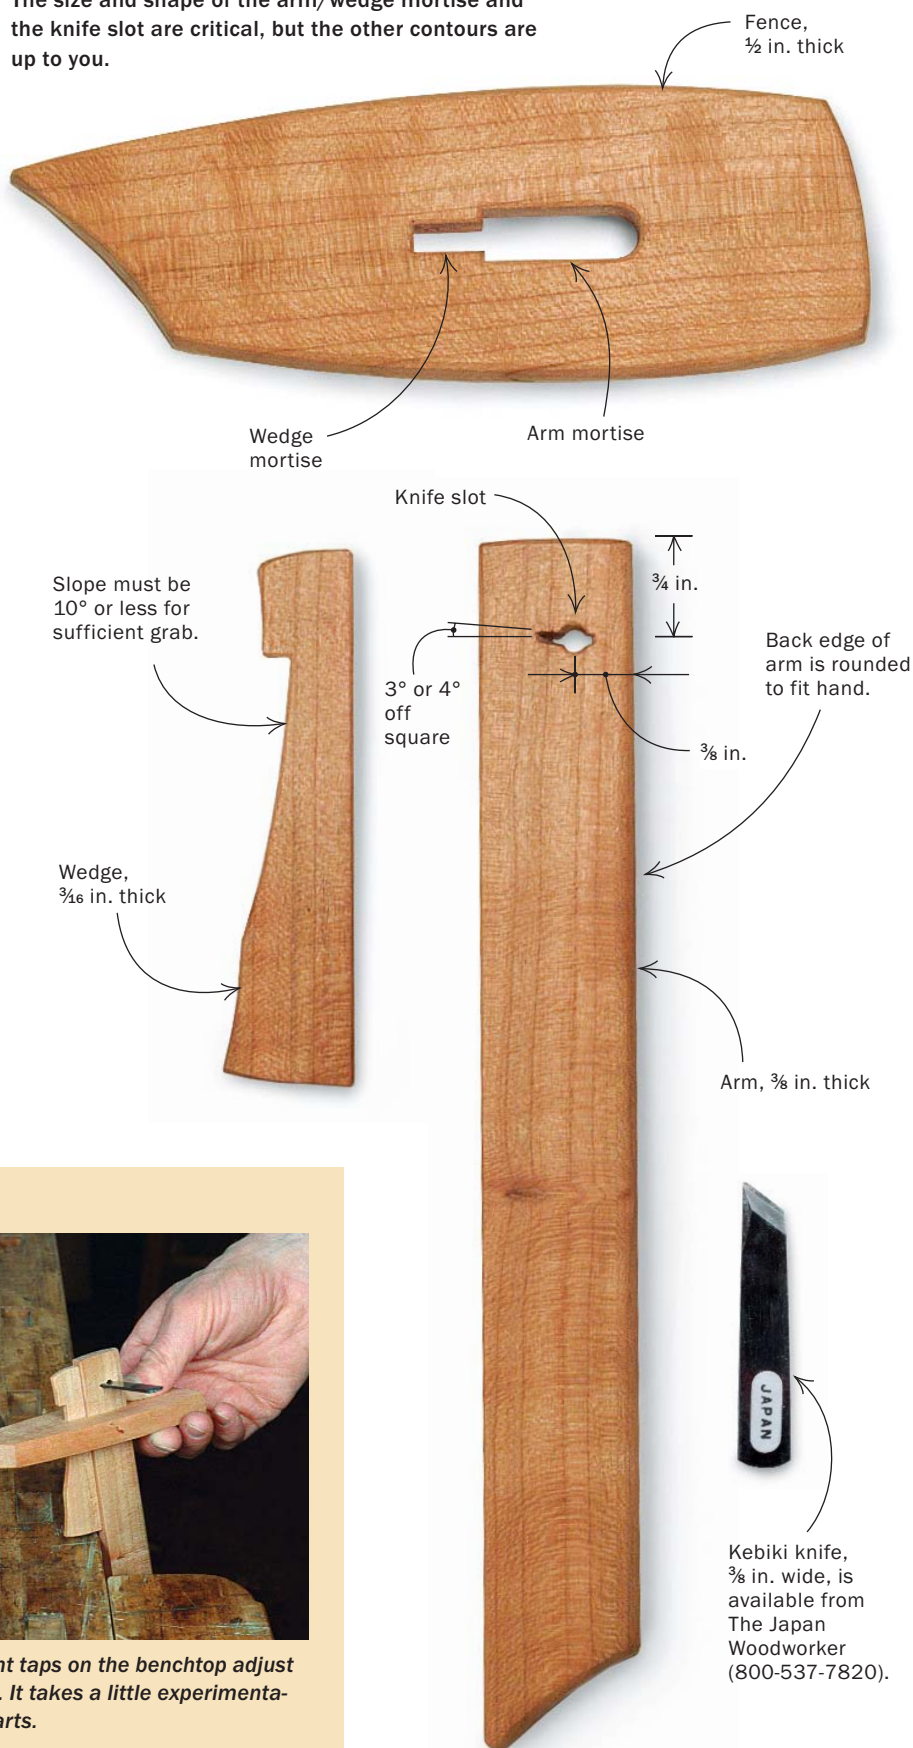 The size and shape of the arm/wedge mortise and
the knife slot are critical, but the other contours are
up to you.
Fence,
½ in. thick
Wedge
mortise
Arm mortise
Knife slot
Slope must be
10° or less for
sufficient grab.
¾ in.
3° or 4°
off
square
Back edge of
arm is rounded
to fit hand.
⅜ in.
Wedge,
3⁄16 in. thick
Arm, ⅜ in. thick
JAPAN
Kebiki knife,
⅜ in. wide, is
available from
The Japan
Woodworker
(800-537-7820).
taps on the benchtop adjust
It takes a little experimenta-